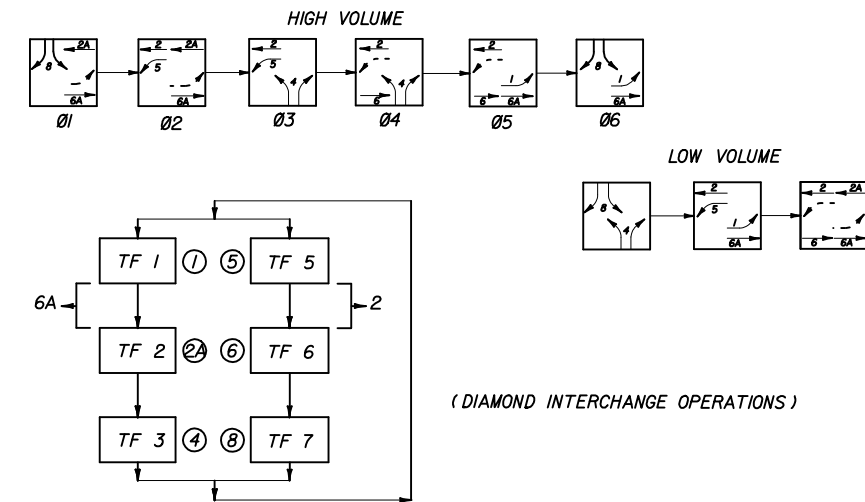 HIGH VOLUME
8 2A 6A
2 2A 5 6A
2 5 4
2 4 6
2 1 6 6A
8 1 6A
Ø1 Ø2 Ø3 Ø4 Ø5 Ø6
LOW VOLUME
8 4
2 5 1 6A
2 2A 6 6A
TF 1 1 5 TF 5
6A 2
TF 2 2A 6 TF 6
(DIAMOND INTERCHANGE OPERATIONS)
TF 3 4 8 TF 7